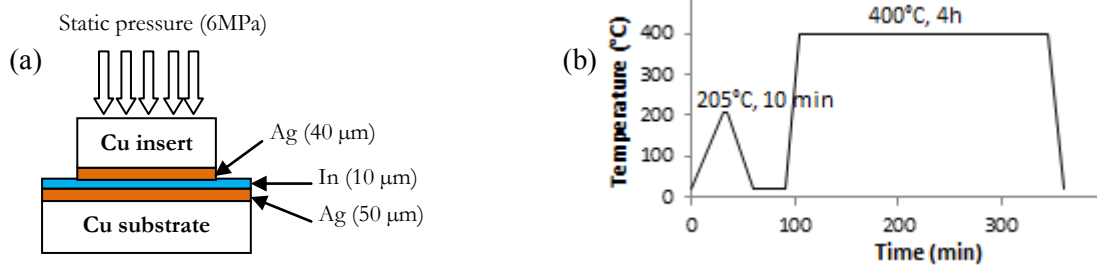 (a)
Static pressure (6MPa)
Cu insert
Ag (40 µm)
In (10 µm)
Ag (50 µm)
Cu substrate
(b)
Temperature (°C)
400
300
200
100
0
400°C, 4h
205°C, 10 min
0
100
200
300
Time (min)